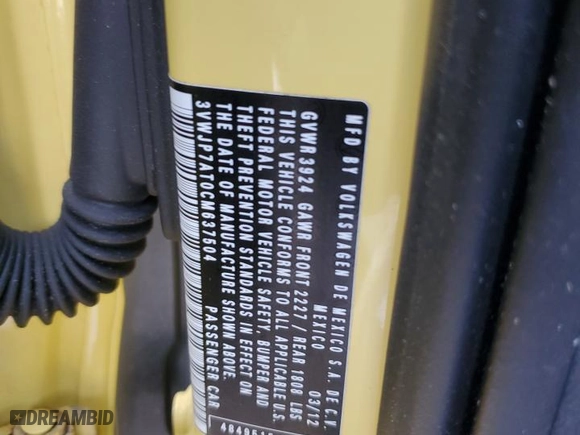 MFD BY VOLKSWAGEN DE MEXICO S.A. DE C.V.
MEXICO 03/12
GVWR 3924 GAWR FRONT 2227 / REAR 1808 LBS
THIS VEHICLE CONFORMS TO ALL APPLICABLE U.S.
FEDERAL MOTOR VEHICLE SAFETY, BUMPER AND
THEFT PREVENTION STANDARDS IN EFFECT ON
THE DATE OF MANUFACTURE SHOWN ABOVE.
3VWJP7AT0CM637504 PASSENGER CAR
DREAMBID